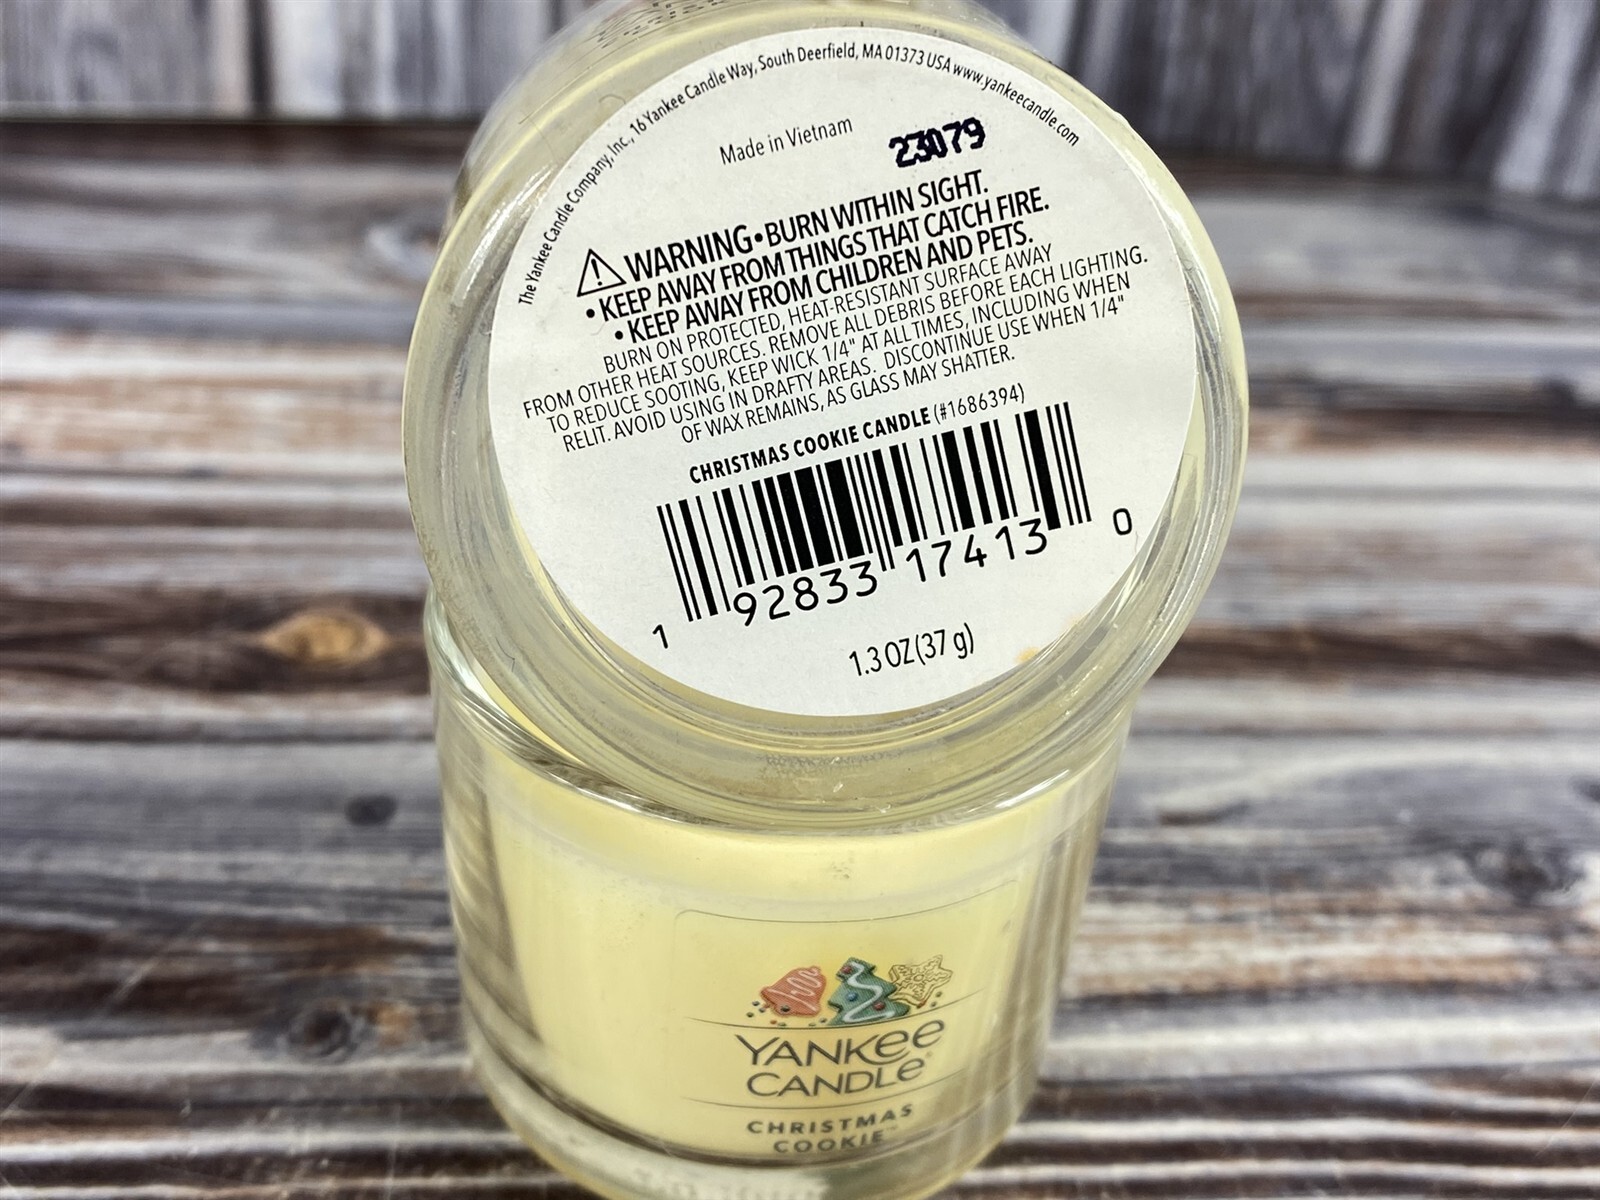 The Yankee Candle Company, Inc, 16 Yankee Candle Way, South Deerfield, MA 01373 USA www.yankeecandle.com
Made in Vietnam
23079
⚠ WARNING • BURN WITHIN SIGHT.
• KEEP AWAY FROM THINGS THAT CATCH FIRE.
• KEEP AWAY FROM CHILDREN AND PETS.
BURN ON PROTECTED, HEAT-RESISTANT SURFACE AWAY
FROM OTHER HEAT SOURCES. REMOVE ALL DEBRIS BEFORE EACH LIGHTING.
TO REDUCE SOOTING, KEEP WICK 1/4" AT ALL TIMES, INCLUDING WHEN
RELIT. AVOID USING IN DRAFTY AREAS. DISCONTINUE USE WHEN 1/4"
OF WAX REMAINS, AS GLASS MAY SHATTER.
CHRISTMAS COOKIE CANDLE (#1686394)
1 92833 17413 0
1.3 OZ (37 g)
YANKEE
CANDLE®
CHRISTMAS
COOKIE™